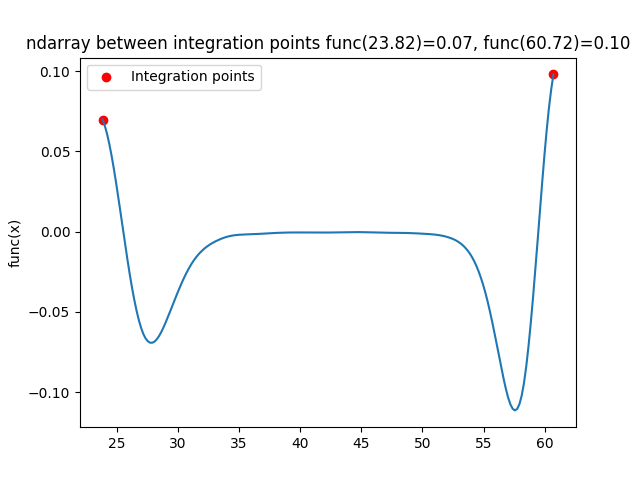 ndarray between integration points func(23.82)=0.07, func(60.72)=0.10
Integration points
func(x)
0.10
0.05
0.00
−0.05
−0.10
25 30 35 40 45 50 55 60